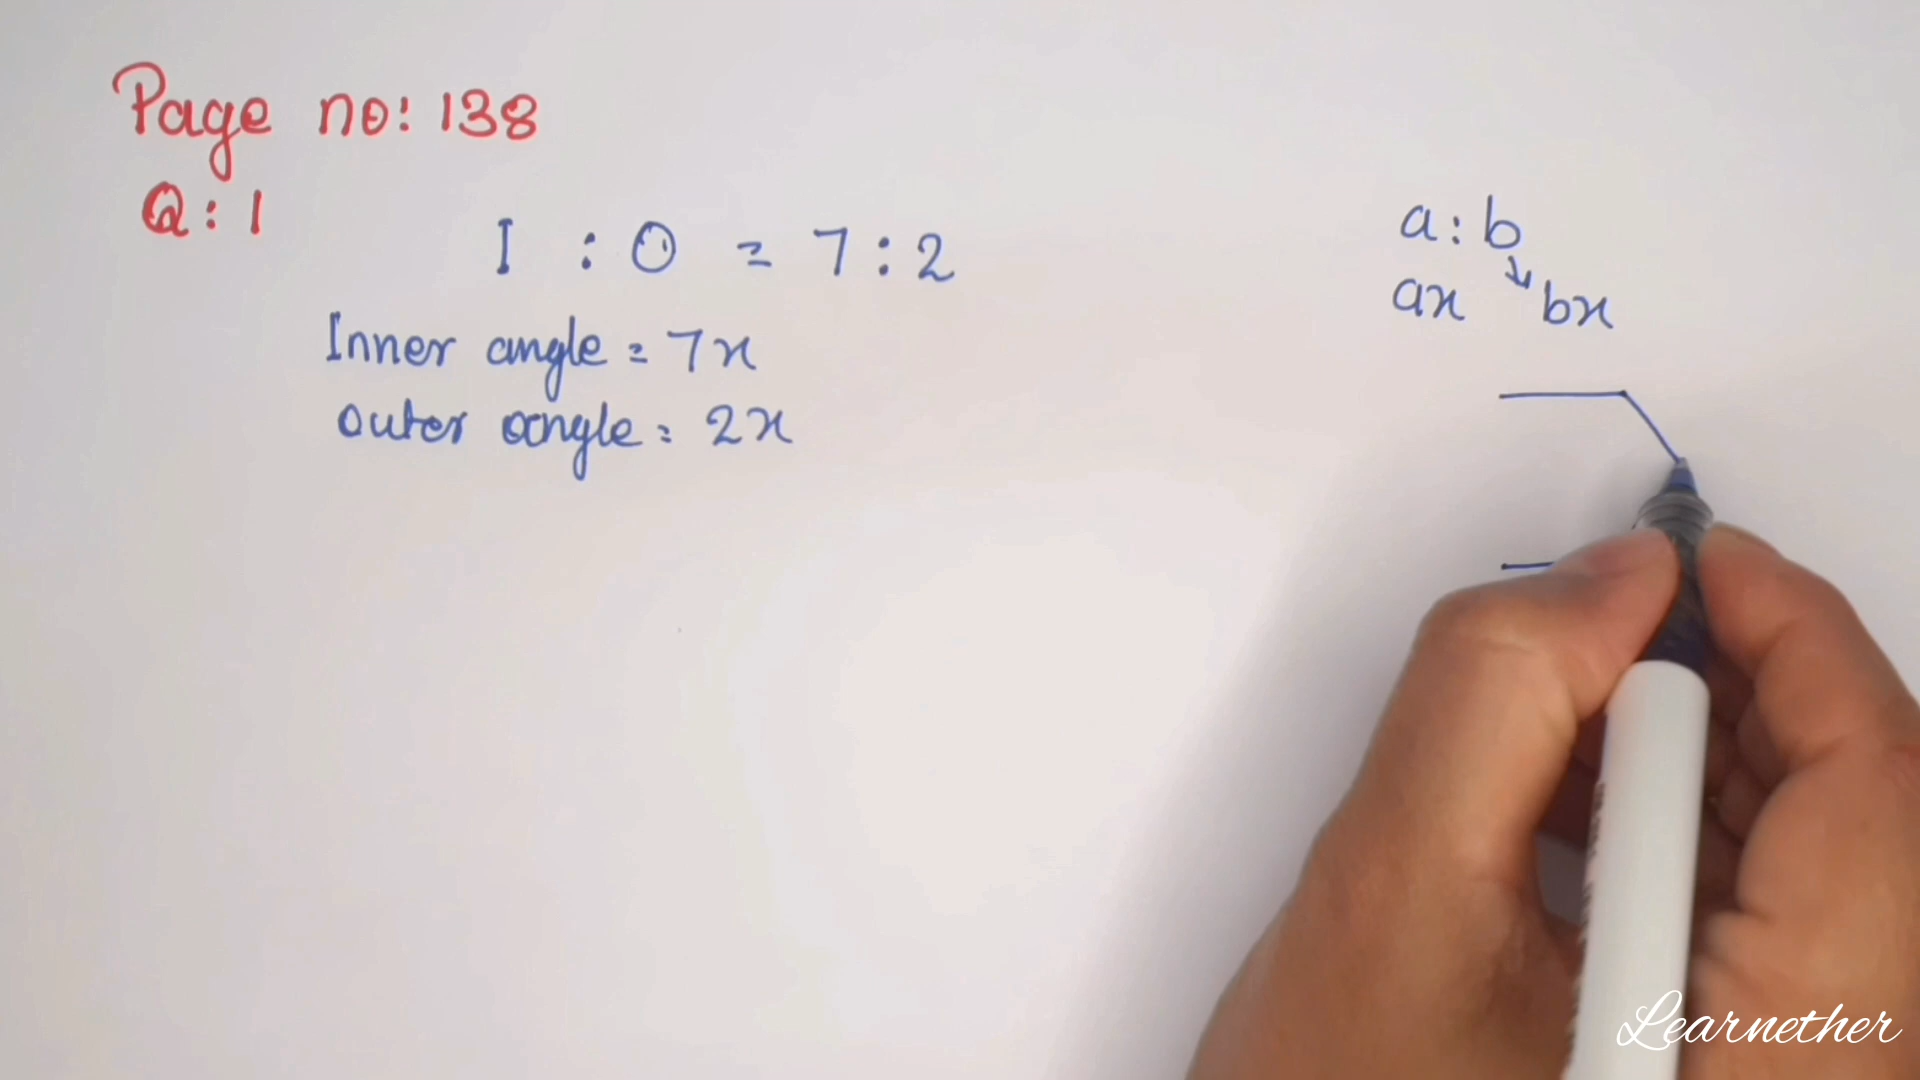 Page no: 138
Q: 1
I : O = 7:2
Inner angle = 7x
outer angle = 2x
a:b
ax bx
Learnether